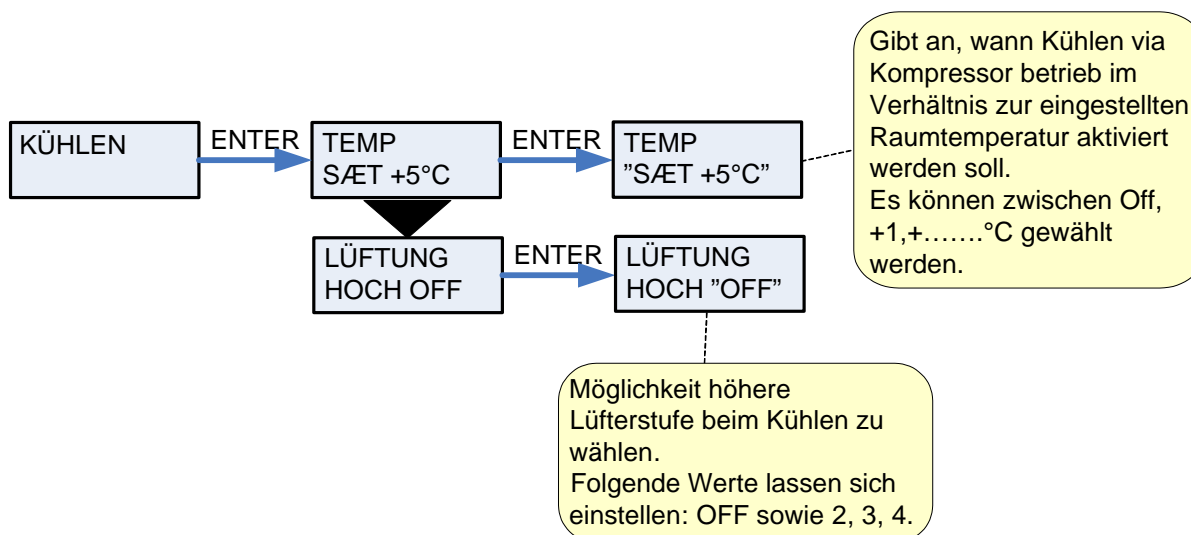 KÜHLEN
ENTER
TEMP
SÆT +5°C
ENTER
TEMP
"SÆT +5°C"
Gibt an, wann Kühlen via
Kompressor betrieb im
Verhältnis zur eingestellten
Raumtemperatur aktiviert
werden soll.
Es können zwischen Off,
+1,+…….°C gewählt
werden.
LÜFTUNG
HOCH OFF
ENTER
LÜFTUNG
HOCH "OFF"
Möglichkeit höhere
Lüfterstufe beim Kühlen zu
wählen.
Folgende Werte lassen sich
einstellen: OFF sowie 2, 3, 4.